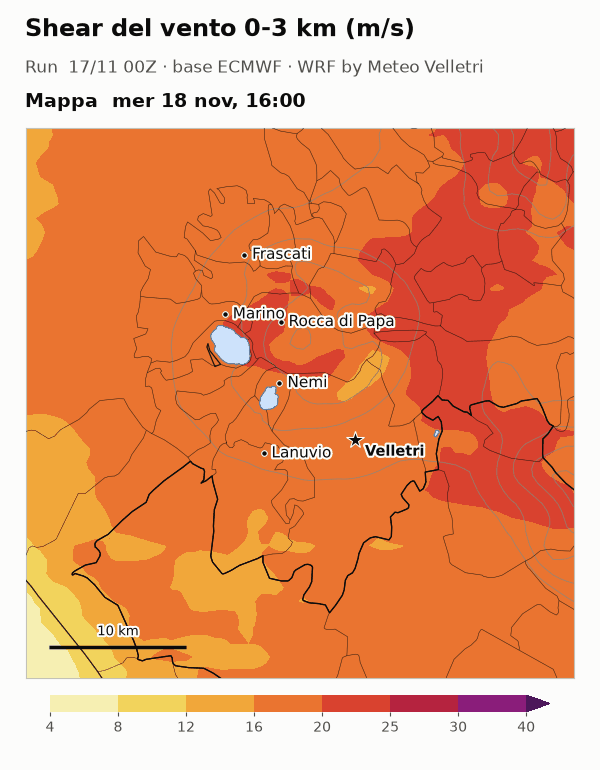 Shear del vento 0-3 km (m/s)
Run  17/11 00Z · base ECMWF · WRF by Meteo Velletri
Mappa  mer 18 nov, 16:00
Frascati
Marino
Rocca di Papa
Nemi
Velletri
Lanuvio
10 km
4 8 12 16 20 25 30 40